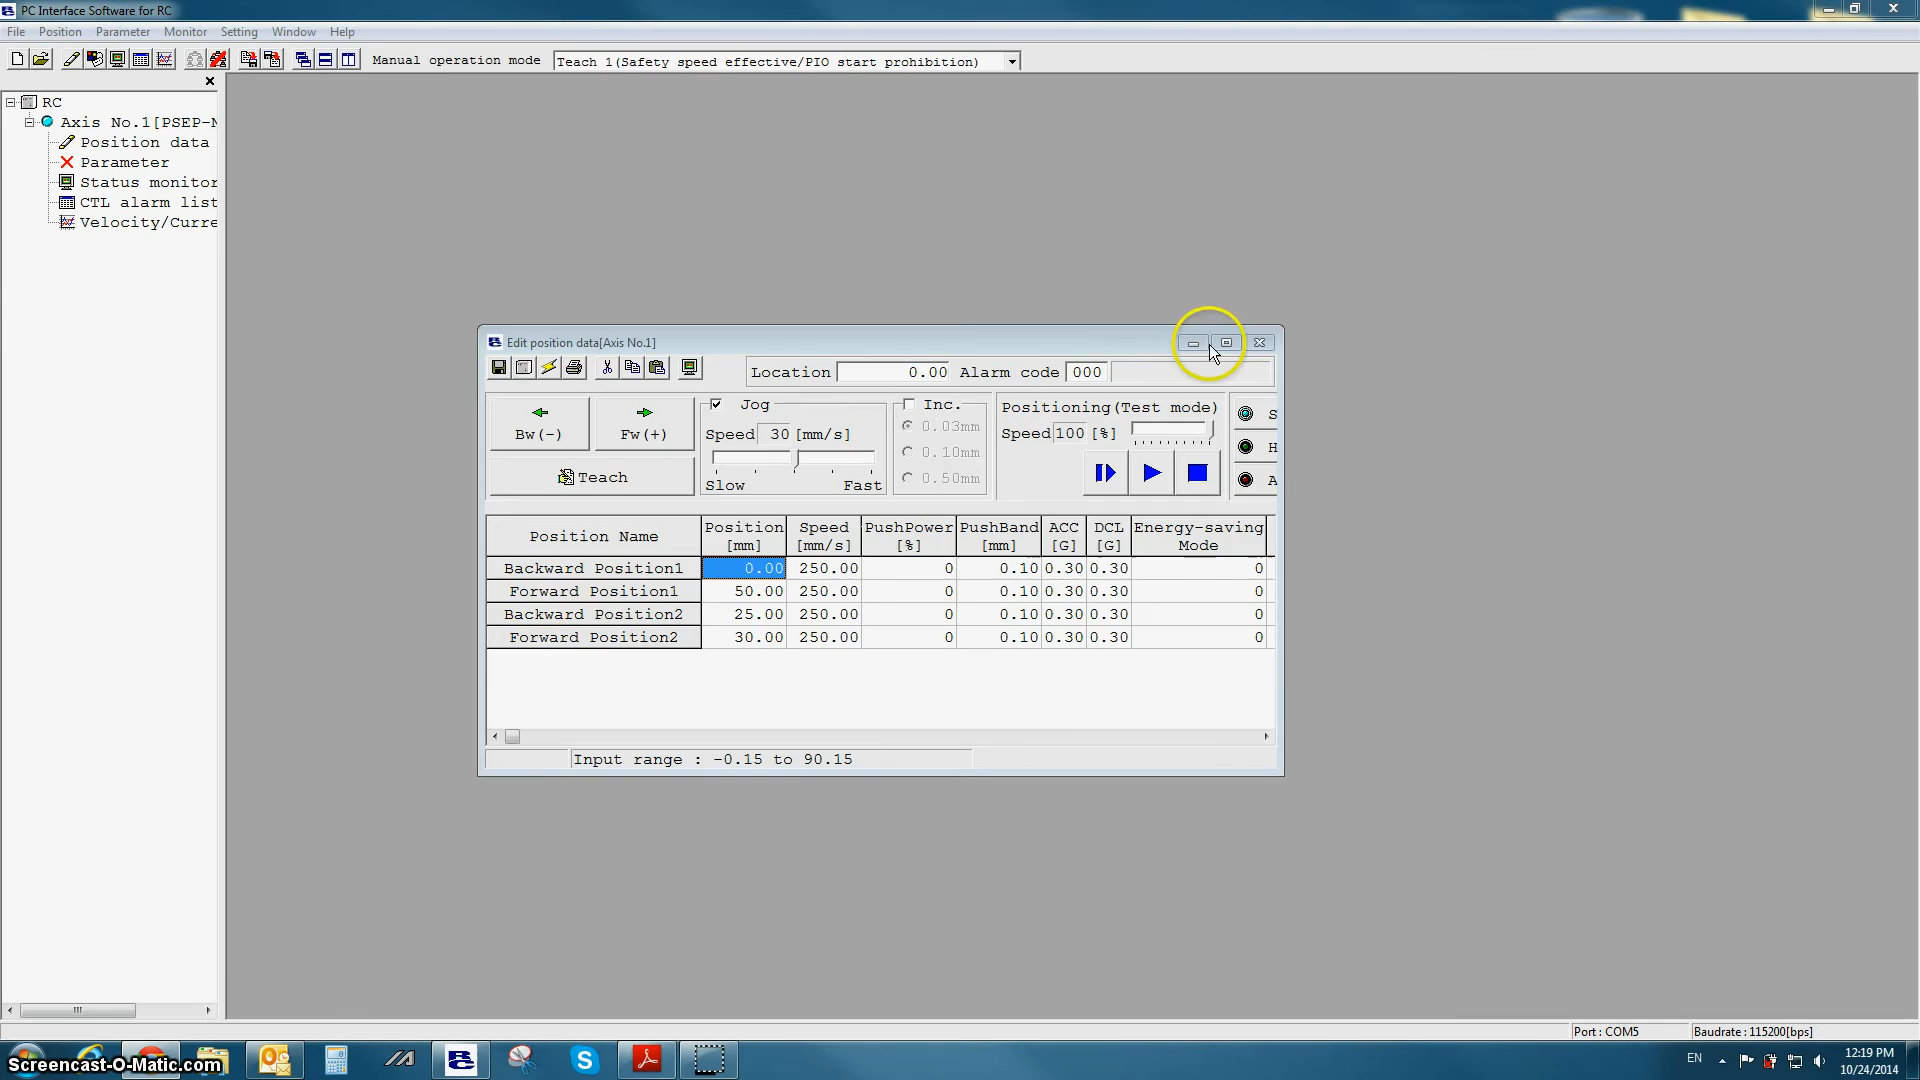 PC Interface Software for RC
File Position Parameter Monitor Setting Window Help
Manual operation mode Teach 1(Safety speed effective/PIO start prohibition)
RC
Axis No.1[PSEP-N
Position data
Parameter
Status monitor
CTL alarm list
Velocity/Curre
Edit position data[Axis No.1]
Location 0.00 Alarm code 000
Bw(-) Fw(+)
Teach
Jog
Speed 30 [mm/s]
Slow Fast
Inc.
0.03mm
0.10mm
0.50mm
Positioning(Test mode)
Speed 100 [%]
S
H
A
Position Name Position [mm] Speed [mm/s] PushPower [%] PushBand [mm] ACC [G] DCL [G] Energy-saving Mode
Backward Position1 0.00 250.00 0 0.10 0.30 0.30 0
Forward Position1 50.00 250.00 0 0.10 0.30 0.30 0
Backward Position2 25.00 250.00 0 0.10 0.30 0.30 0
Forward Position2 30.00 250.00 0 0.10 0.30 0.30 0
Input range : -0.15 to 90.15
Port : COM5 Baudrate : 115200[bps]
Screencast-O-Matic.com
EN
12:19 PM
10/24/2014